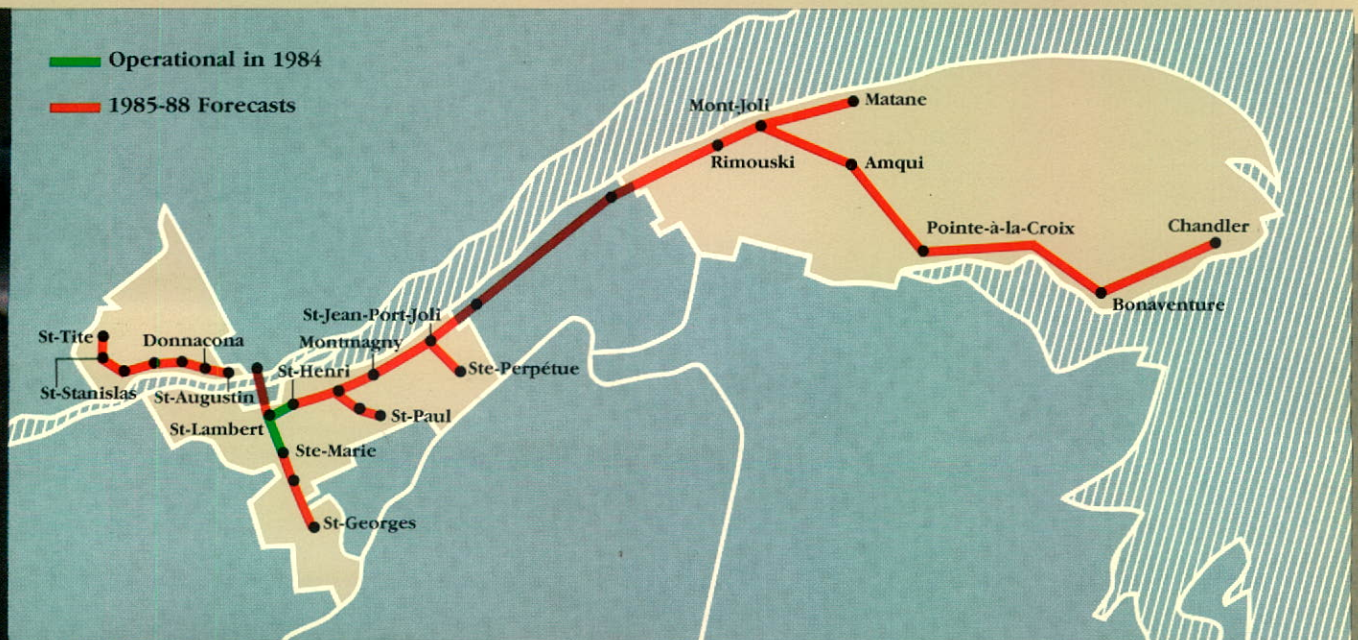 Operational in 1984
1985-88 Forecasts
Mont-Joli
Matane
Rimouski
Amqui
Pointe-à-la-Croix
Chandler
Bonaventure
St-Jean-Port-Joli
St-Tite
Donnacona
Montmagny
St-Henri
Ste-Perpétue
St-Stanislas
St-Augustin
St-Paul
St-Lambert
Ste-Marie
St-Georges